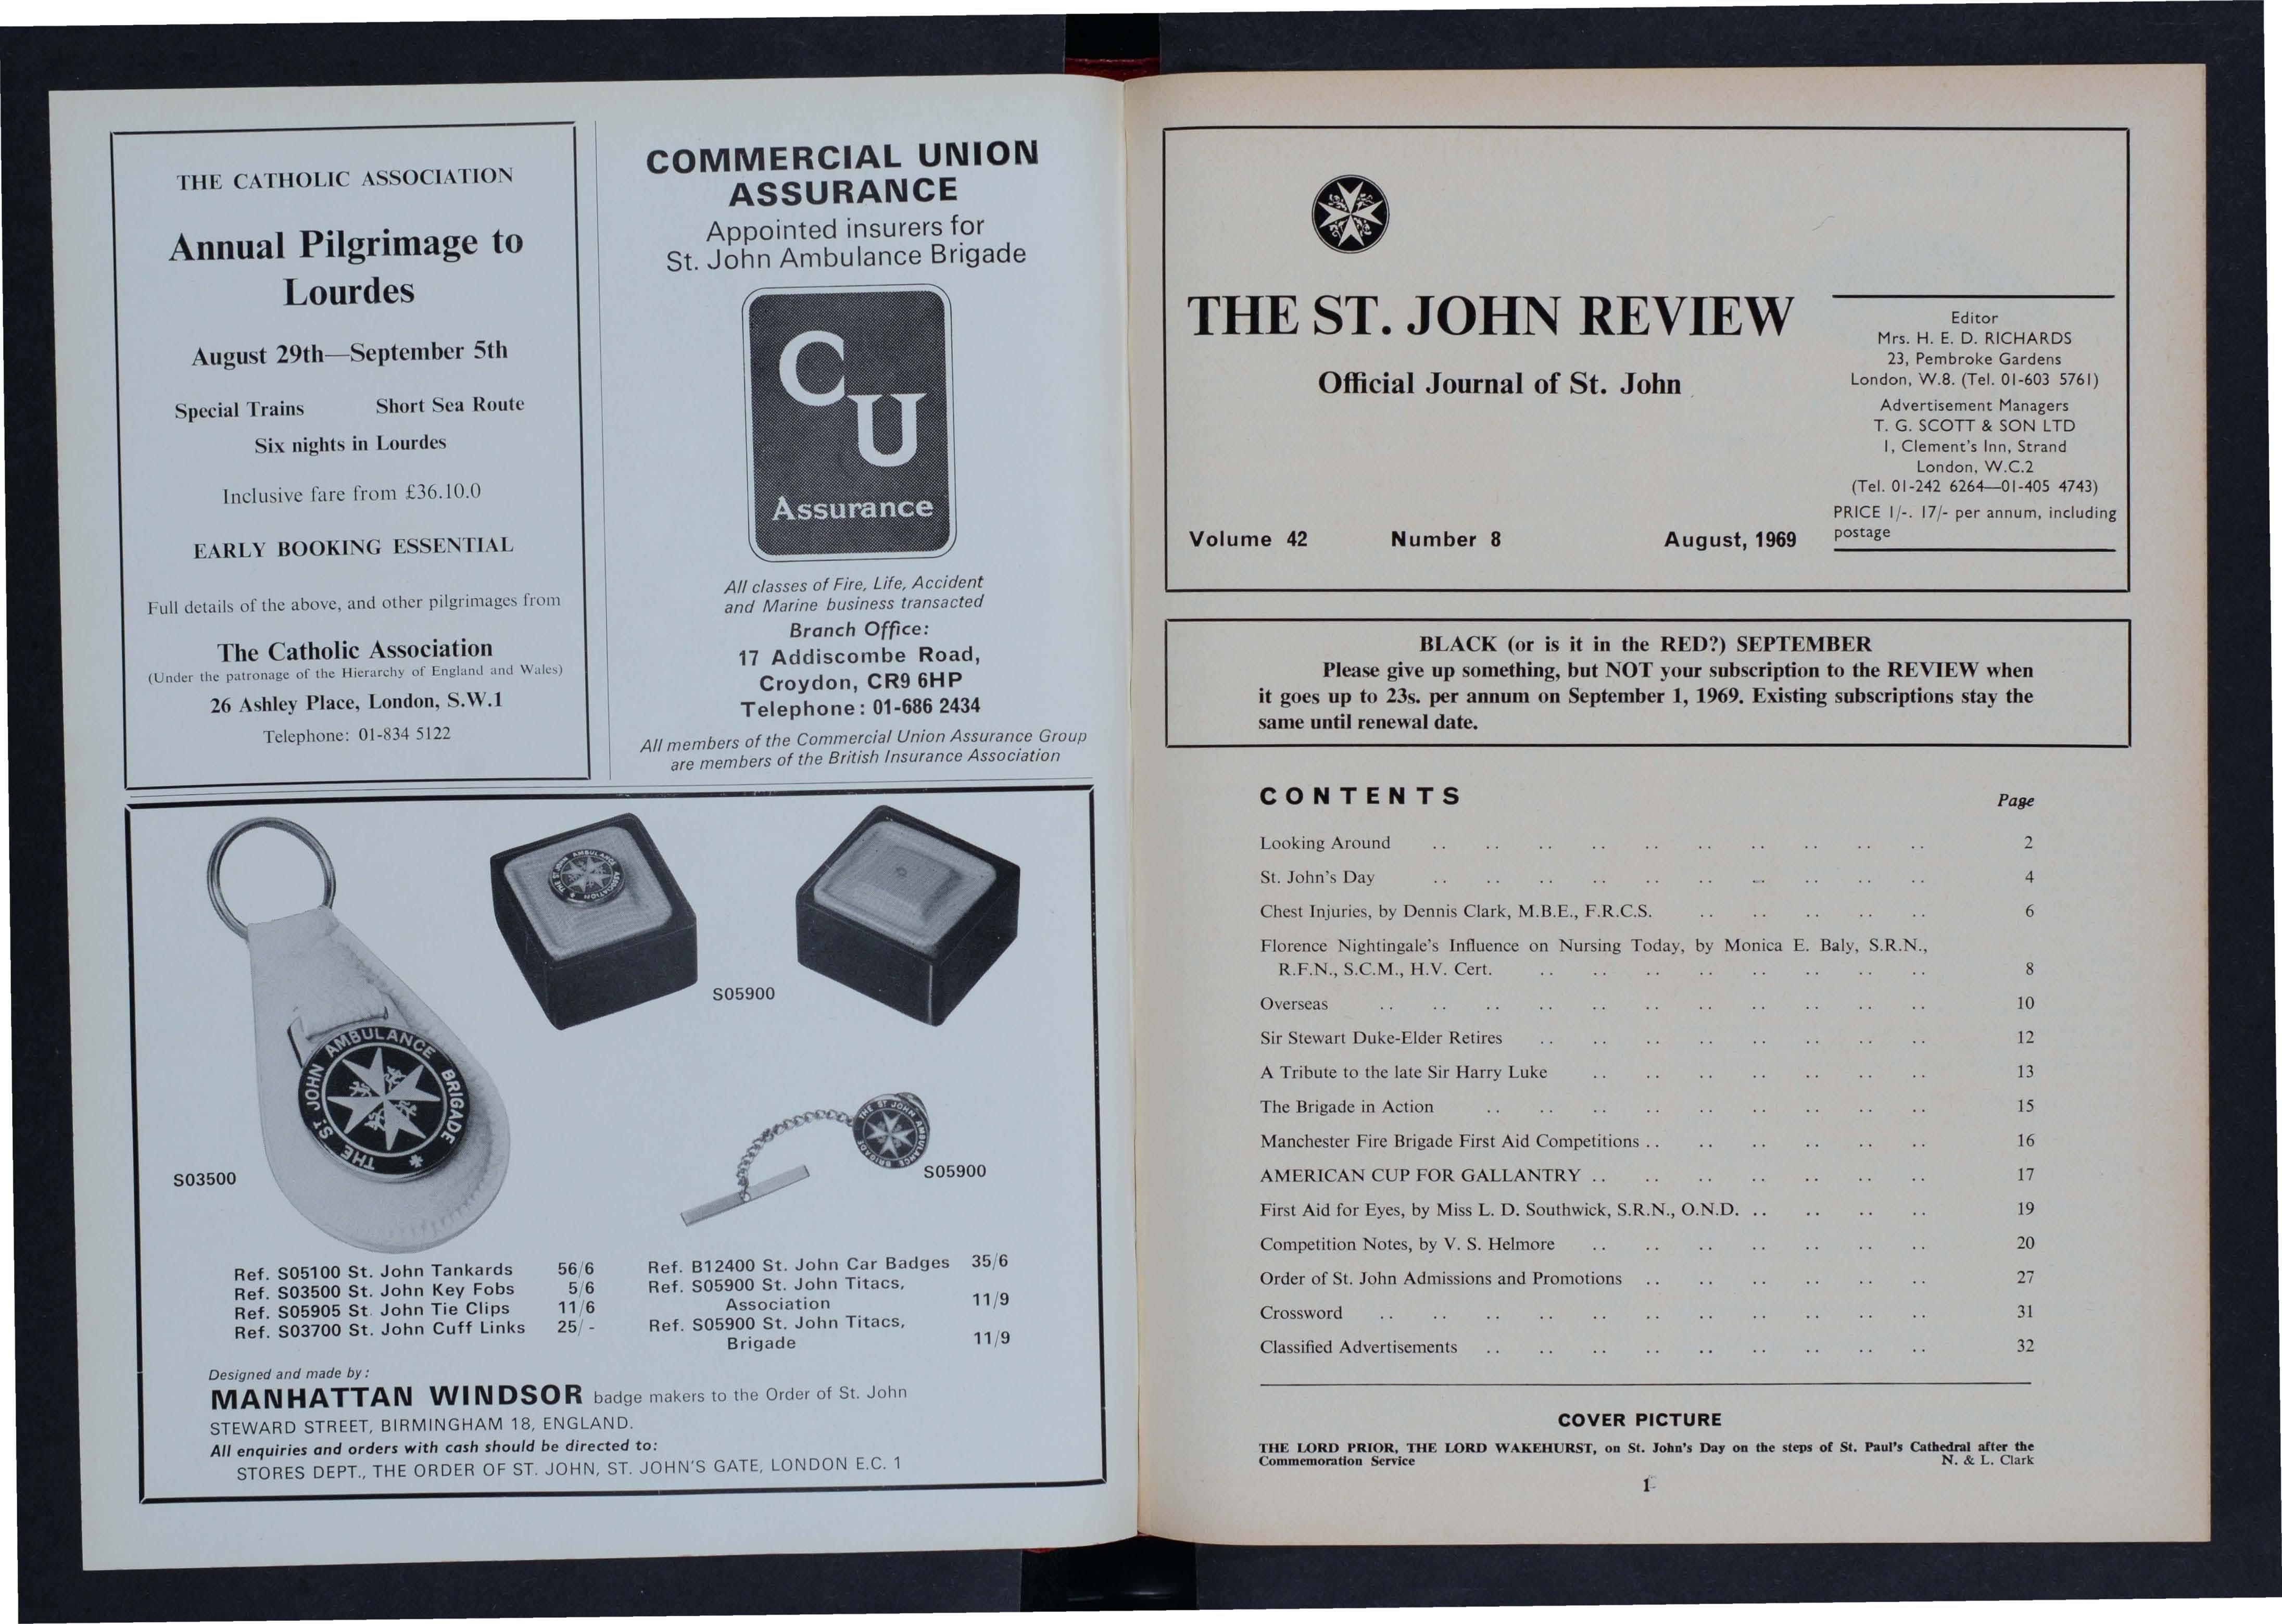 THE CATHOLIC ASSOCIATION
Annual Pilgrimage to
Lourdes
August 29th—September 5th
Special Trains Short Sea Route
Six nights in Lourdes
Inclusive fare from £36.10.0
EARLY BOOKING ESSENTIAL
Full details of the above, and other pilgrimages from
The Catholic Association
(Under the patronage of the Hierarchy of England and Wales)
26 Ashley Place, London, S.W.1
Telephone: 01-834 5122
COMMERCIAL UNION
ASSURANCE
Appointed insurers for
St. John Ambulance Brigade
CU
Assurance
All classes of Fire, Life, Accident
and Marine business transacted
Branch Office:
17 Addiscombe Road,
Croydon, CR9 6HP
Telephone: 01-686 2434
All members of the Commercial Union Assurance Group
are members of the British Insurance Association
THE ST JOHN AMBULANCE ASSOCIATION
S05900
THE ST JOHN AMBULANCE BRIGADE
S03500
THE ST JOHN AMBULANCE BRIGADE
S05900
Ref. S05100 St. John Tankards 56/6
Ref. S03500 St. John Key Fobs 5/6
Ref. S05905 St. John Tie Clips 11/6
Ref. S03700 St. John Cuff Links 25/-
Ref. B12400 St. John Car Badges 35/6
Ref. S05900 St. John Titacs,
Association 11/9
Ref. S05900 St. John Titacs,
Brigade 11/9
Designed and made by:
MANHATTAN WINDSOR badge makers to the Order of St. John
STEWARD STREET, BIRMINGHAM 18, ENGLAND.
All enquiries and orders with cash should be directed to:
STORES DEPT., THE ORDER OF ST. JOHN, ST. JOHN'S GATE, LONDON E.C. 1
THE ST. JOHN REVIEW
Official Journal of St. John
Volume 42 Number 8 August, 1969
Editor
Mrs. H. E. D. RICHARDS
23, Pembroke Gardens
London, W.8. (Tel. 01-603 5761)
Advertisement Managers
T. G. SCOTT & SON LTD
1, Clement's Inn, Strand
London, W.C.2
(Tel. 01-242 6264—01-405 4743)
PRICE 1/-. 17/- per annum, including
postage
BLACK (or is it in the RED?) SEPTEMBER
Please give up something, but NOT your subscription to the REVIEW when
it goes up to 23s. per annum on September 1, 1969. Existing subscriptions stay the
same until renewal date.
CONTENTS
Page
Looking Around .. .. .. .. .. .. .. .. .. .. 2
St. John's Day .. .. .. .. .. .. .. .. .. .. 4
Chest Injuries, by Dennis Clark, M.B.E., F.R.C.S. .. .. .. .. .. 6
Florence Nightingale's Influence on Nursing Today, by Monica E. Baly, S.R.N.,
R.F.N., S.C.M., H.V. Cert. .. .. .. .. .. .. .. .. 8
Overseas .. .. .. .. .. .. .. .. .. .. .. 10
Sir Stewart Duke-Elder Retires .. .. .. .. .. .. .. .. 12
A Tribute to the late Sir Harry Luke .. .. .. .. .. .. .. 13
The Brigade in Action .. .. .. .. .. .. .. .. .. 15
Manchester Fire Brigade First Aid Competitions .. .. .. .. .. .. 16
AMERICAN CUP FOR GALLANTRY .. .. .. .. .. .. .. 17
First Aid for Eyes, by Miss L. D. Southwick, S.R.N., O.N.D. .. .. .. .. 19
Competition Notes, by V. S. Helmore .. .. .. .. .. .. .. 20
Order of St. John Admissions and Promotions .. .. .. .. .. .. 27
Crossword .. .. .. .. .. .. .. .. .. .. .. 31
Classified Advertisements .. .. .. .. .. .. .. .. .. 32
COVER PICTURE
THE LORD PRIOR, THE LORD WAKEHURST, on St. John's Day on the steps of St. Paul's Cathedral after the
Commemoration Service N. & L. Clark
1